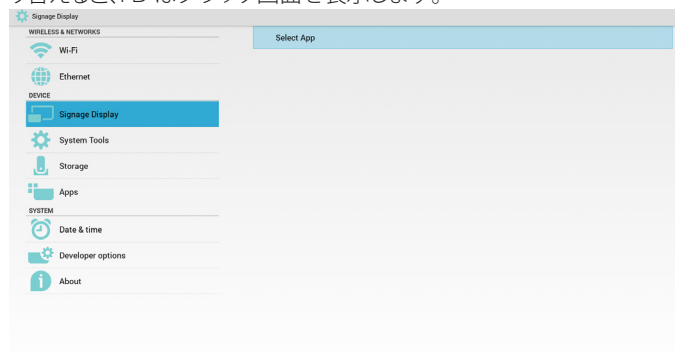 Signage Display
WIRELESS & NETWORKS
Wi-Fi
Ethernet
DEVICE
Signage Display
System Tools
Storage
Apps
SYSTEM
Date & time
Developer options
About
Select App